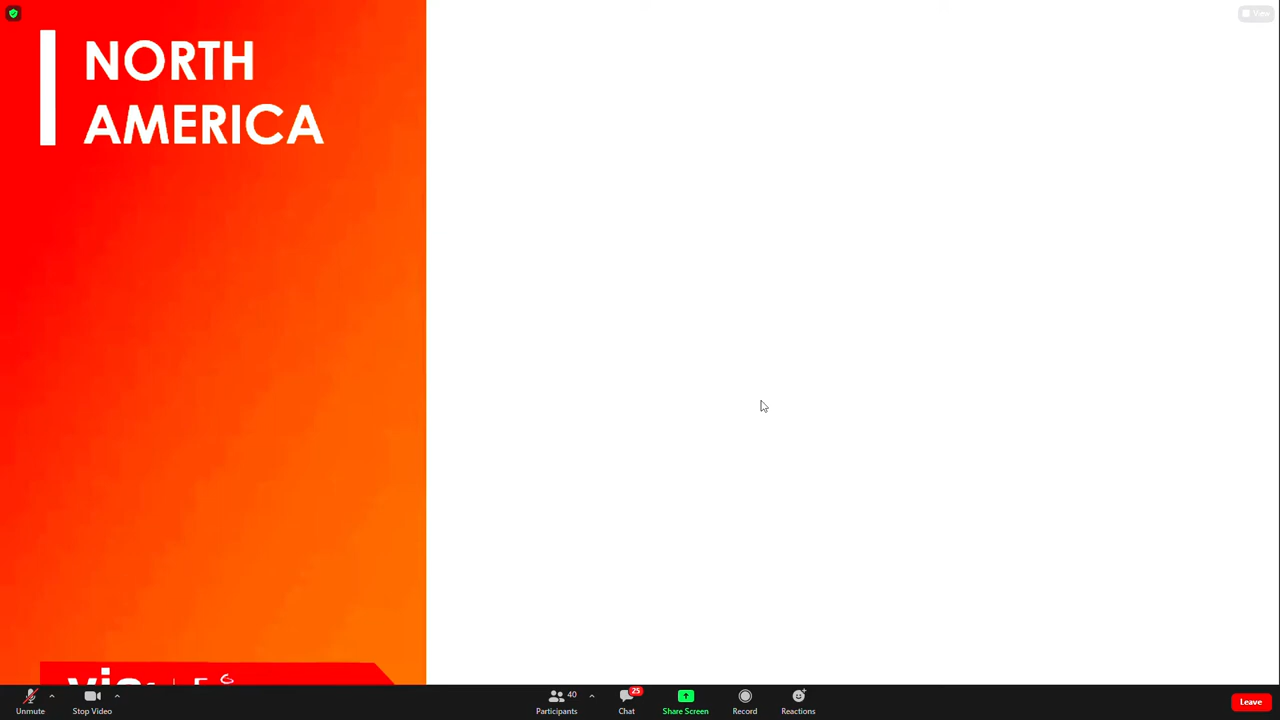 View
NORTH
AMERICA
Unmute
Stop Video
40
Participants
25
Chat
Share Screen
Record
Reactions
Leave